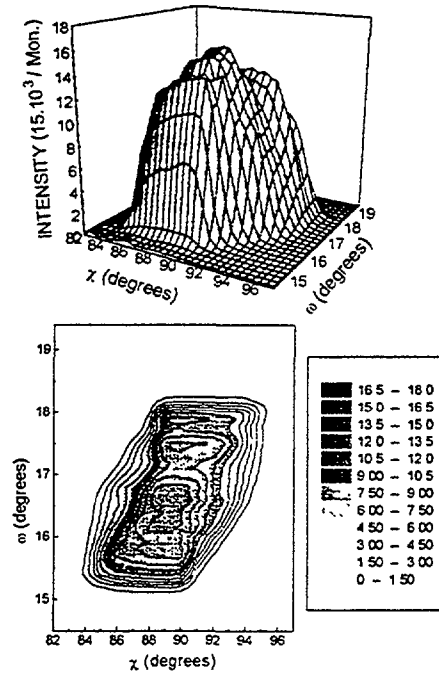 18
16
14
12
10
8
6
4
2
INTENSITY (15.10³ / Mon.)
82
84
86
88
90
92
94
96
χ (degrees)
15
16
17
18
19
ω (degrees)
19
18
17
16
15
ω (degrees)
82 84 86 88 90 92 94 96
χ (degrees)
16 5 – 18 0
15 0 – 16 5
13 5 – 15 0
12 0 – 13 5
10 5 – 12 0
9 00 – 10 5
7 50 – 9 00
6 00 – 7 50
4 50 – 6 00
3 00 – 4 50
1 50 – 3 00
0 – 1 50